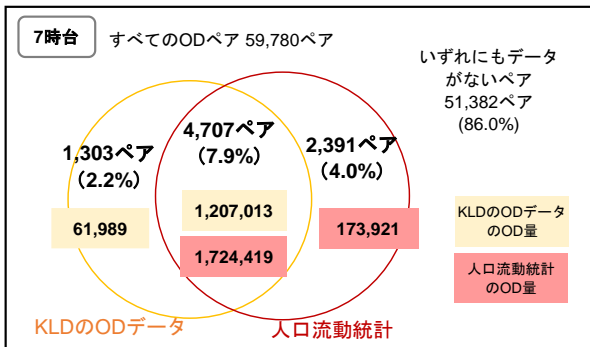 7時台
すべてのODペア 59,780ペア
いずれにもデータ
がないペア
51,382ペア
(86.0%)
1,303ペア
（2.2%）
4,707ペア
（7.9%）
2,391ペア
（4.0%）
61,989
1,207,013
1,724,419
173,921
KLDのODデータ
のOD量
人口流動統計
のOD量
KLDのODデータ
人口流動統計